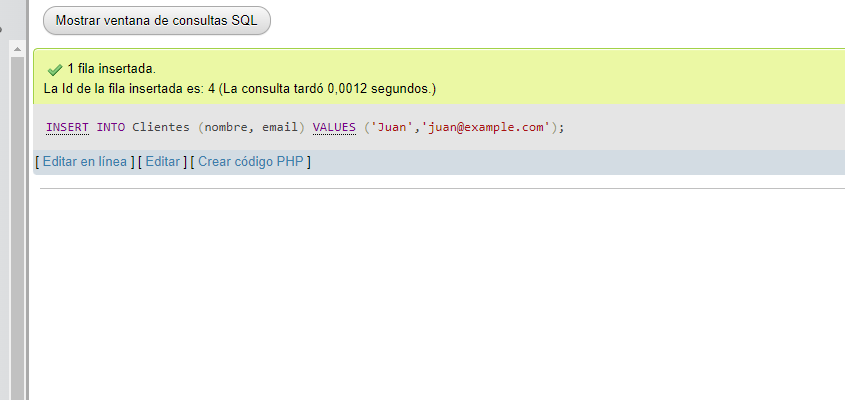 Mostrar ventana de consultas SQL
1 fila insertada.
La Id de la fila insertada es: 4 (La consulta tardó 0,0012 segundos.)
INSERT INTO Clientes (nombre, email) VALUES ('Juan','juan@example.com');
[ Editar en línea ] [ Editar ] [ Crear código PHP ]